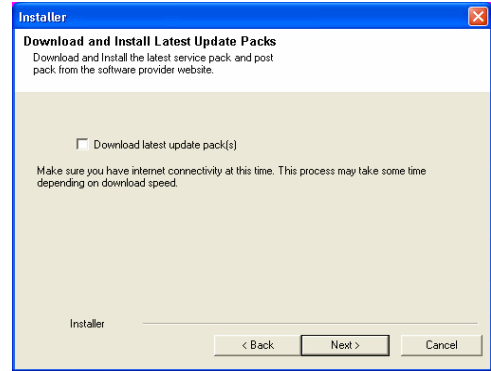 Installer
Download and Install Latest Update Packs
Download and Install the latest service pack and post
pack from the software provider website.
Download latest update pack(s)
Make sure you have internet connectivity at this time. This process may take some time
depending on download speed.
Installer
< Back
Next >
Cancel